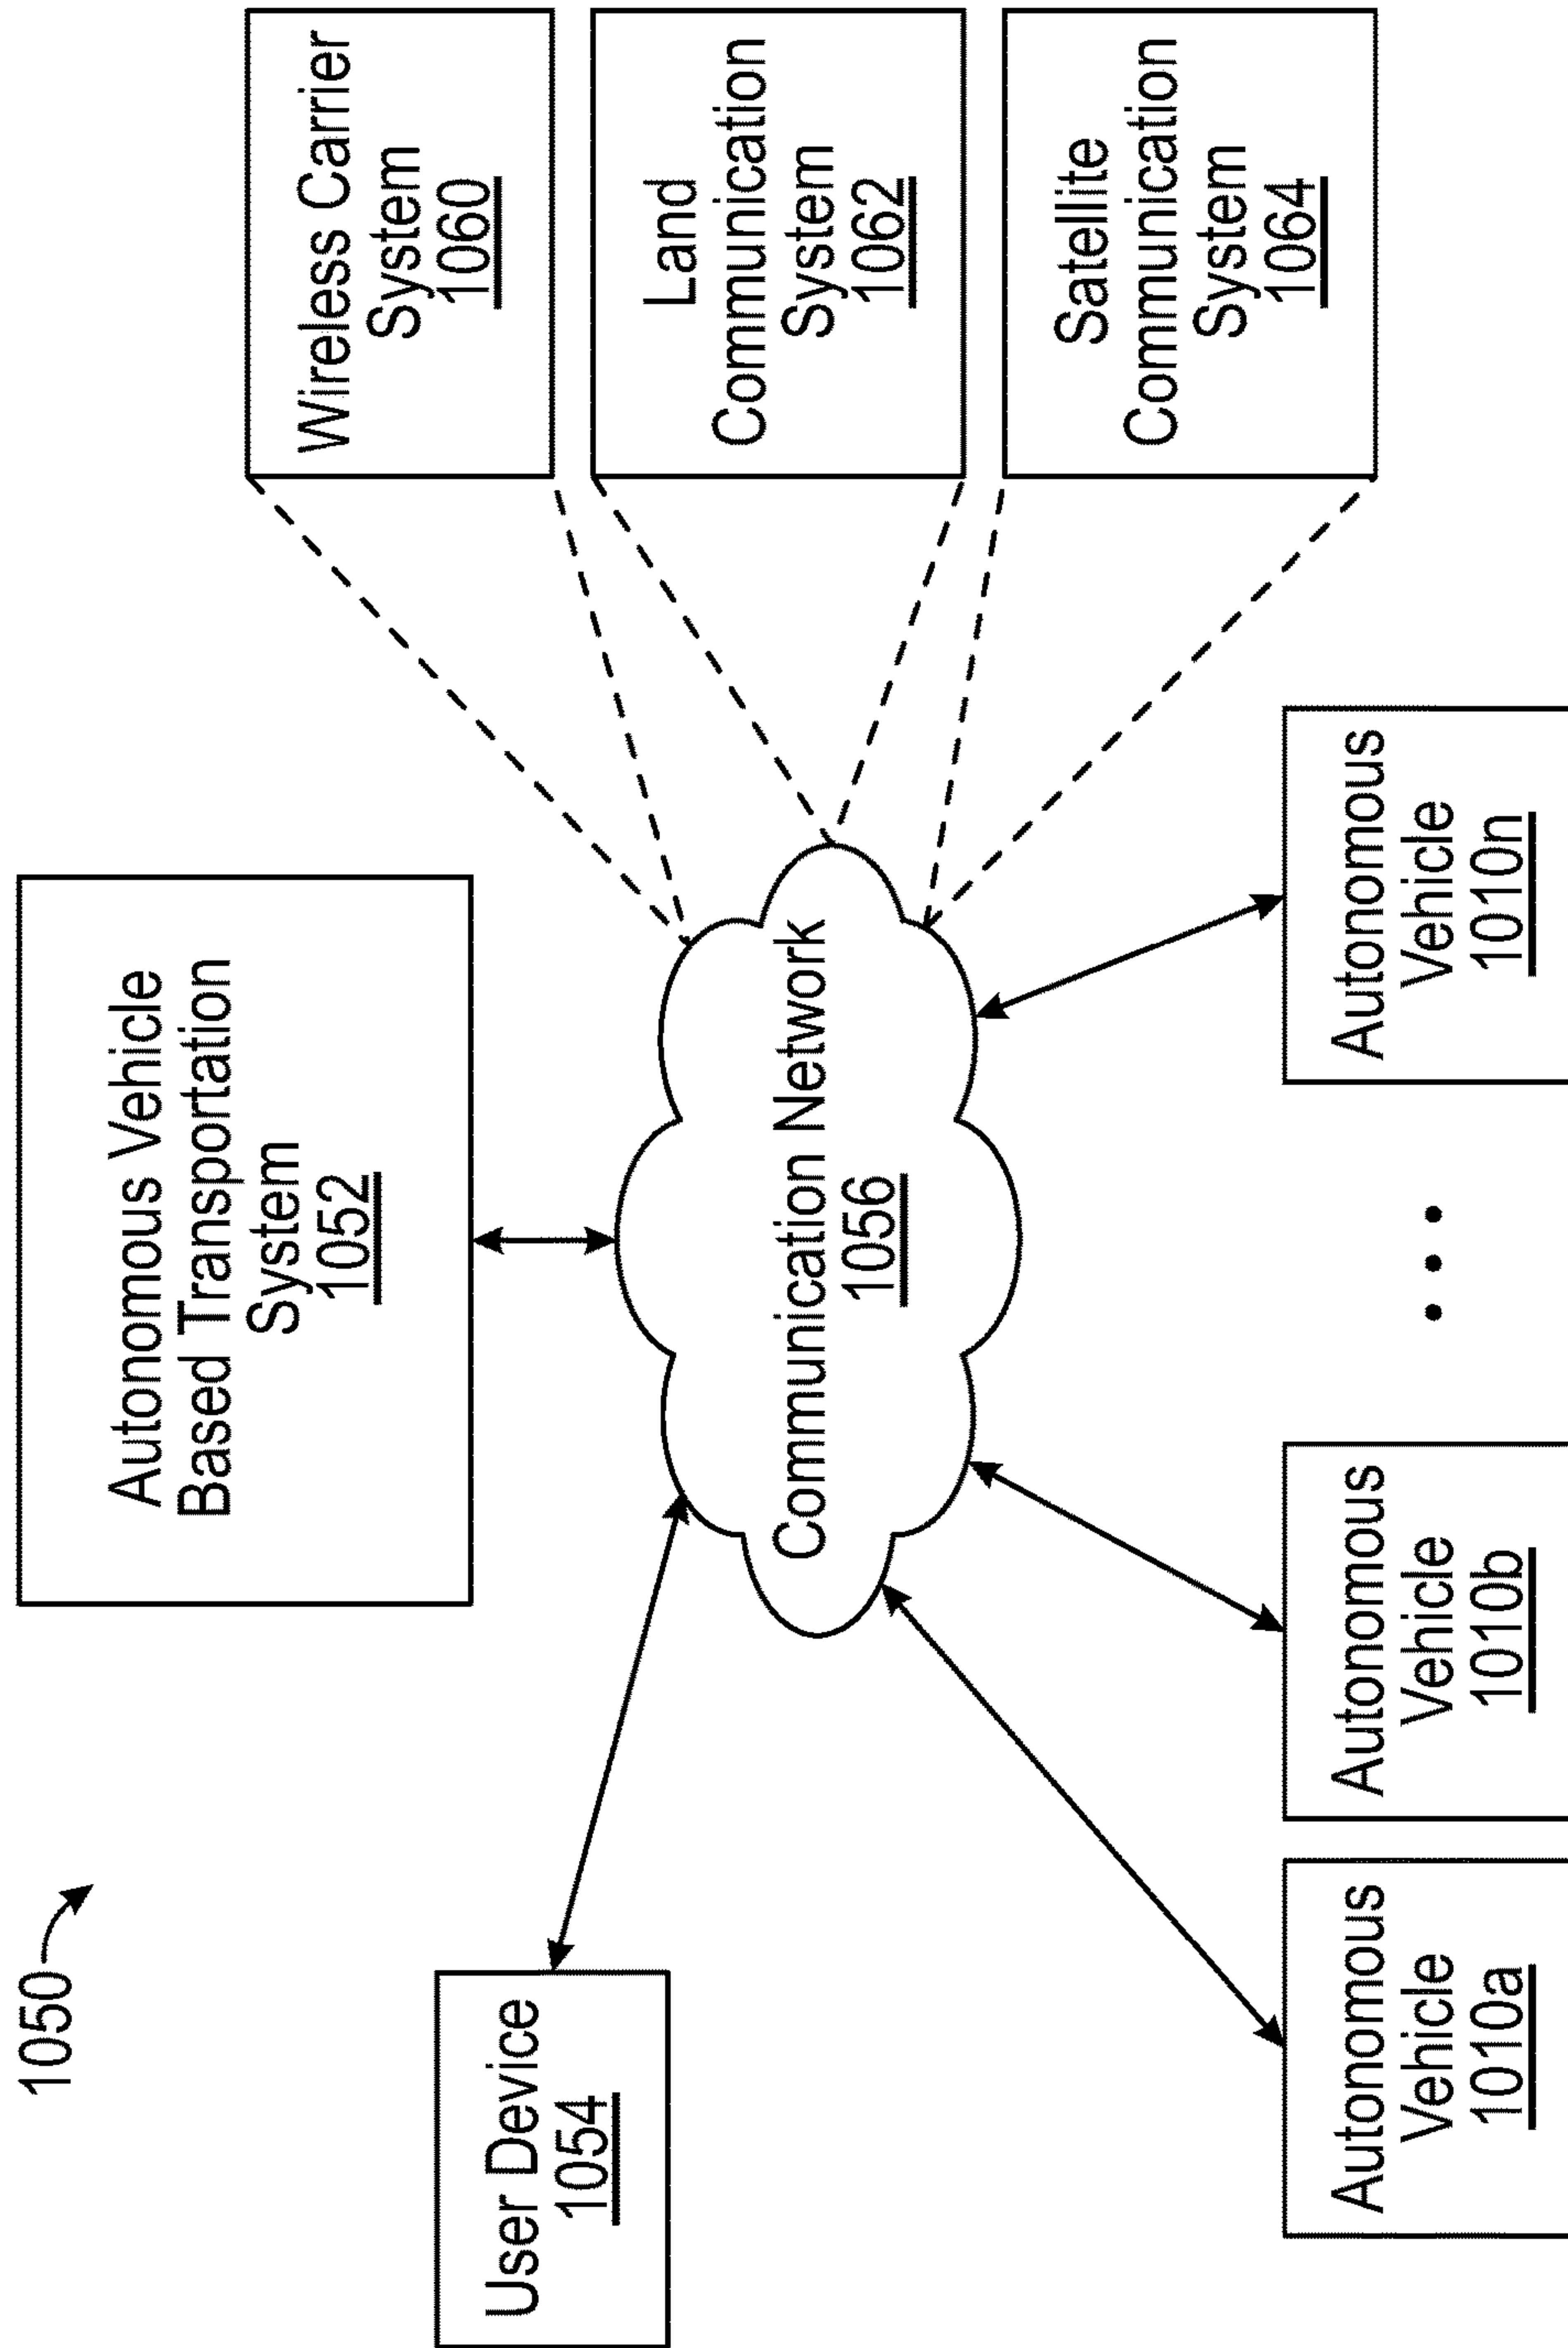 1050
Autonomous Vehicle
Based Transportation
System
1052
Wireless Carrier
System
1060
User Device
1054
Land
Communication
System
1062
Communication Network
1056
Satellite
Communication
System
1064
Autonomous
Vehicle
1010a
Autonomous
Vehicle
1010b
• • •
Autonomous
Vehicle
1010n